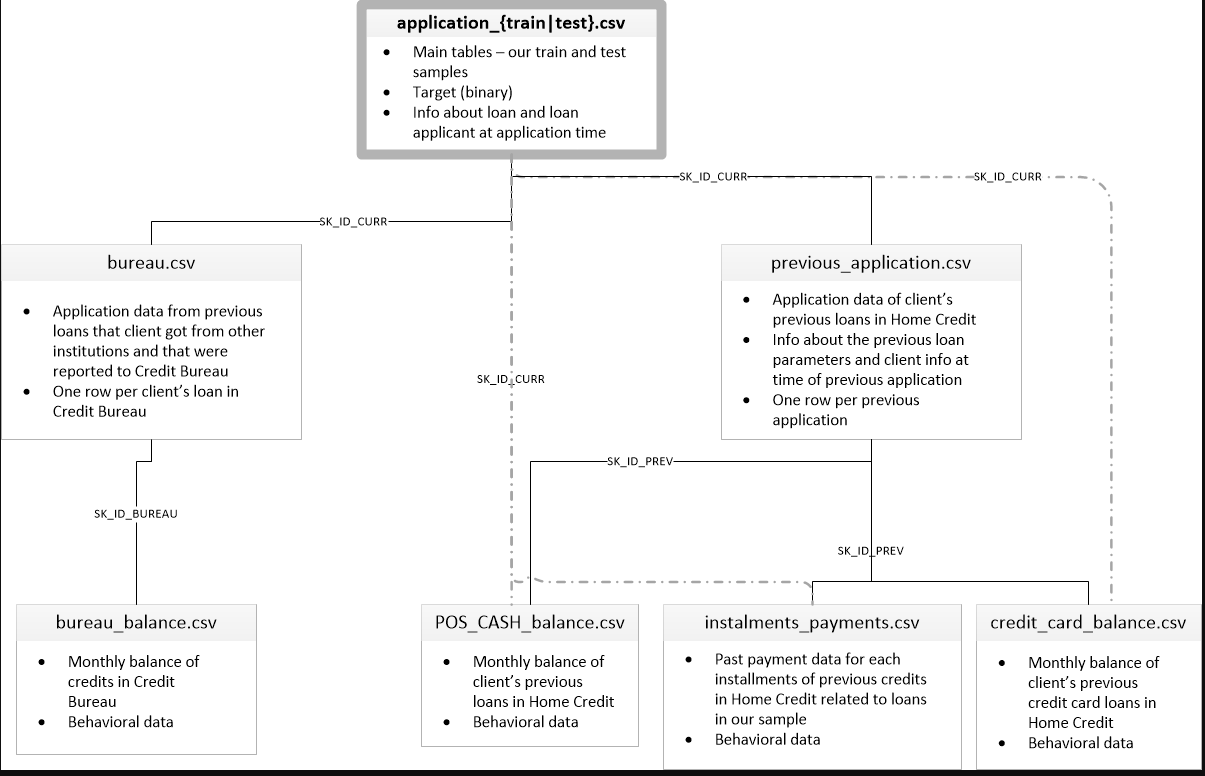 application_{train|test}.csv
• Main tables – our train and test
samples
• Target (binary)
• Info about loan and loan
applicant at application time
SK_ID_CURR
SK_ID_CURR
SK_ID_CURR
bureau.csv
• Application data from previous
loans that client got from other
institutions and that were
reported to Credit Bureau
• One row per client's loan in
Credit Bureau
previous_application.csv
• Application data of client's
previous loans in Home Credit
• Info about the previous loan
parameters and client info at
time of previous application
• One row per previous
application
SK_ID_CURR
SK_ID_PREV
SK_ID_BUREAU
SK_ID_PREV
bureau_balance.csv
• Monthly balance of
credits in Credit
Bureau
• Behavioral data
POS_CASH_balance.csv
• Monthly balance of
client's previous
loans in Home Credit
• Behavioral data
instalments_payments.csv
• Past payment data for each
installments of previous credits
in Home Credit related to loans
in our sample
• Behavioral data
credit_card_balance.csv
• Monthly balance of
client's previous
credit card loans in
Home Credit
• Behavioral data